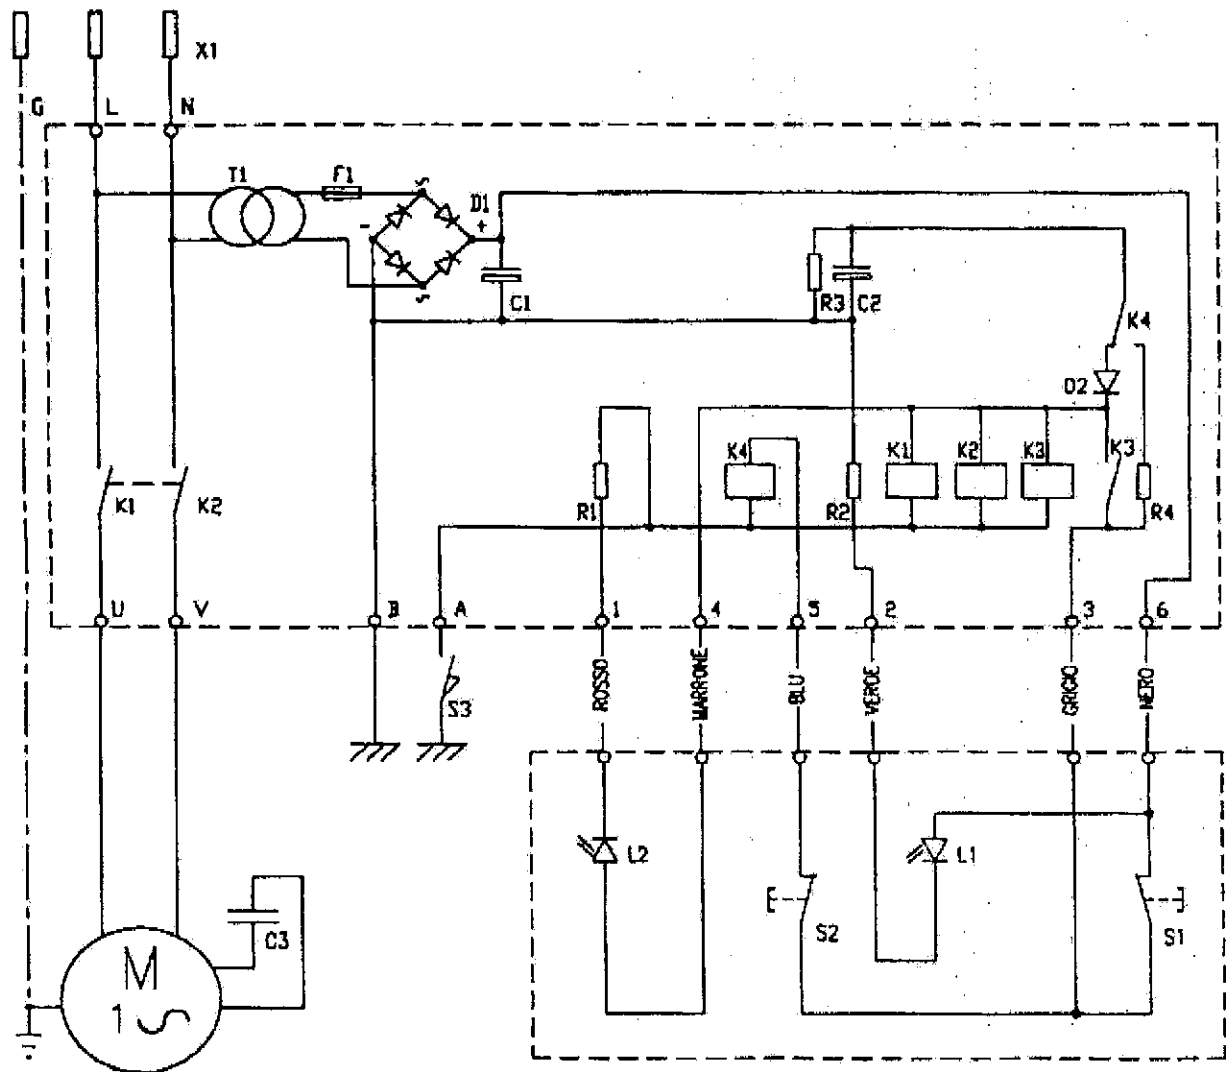 X1
G
L
N
T1
F1
D1
-
+
C1
R3
C2
K4
D2
K4
K1
K2
K3
K3
R1
R2
R4
K1
K2
U
V
B
A
1
4
5
2
3
6
S3
ROSSO
MARRONE
BLU
VERDE
GRIGIO
NERO
L2
L1
S2
S1
C3
M
1